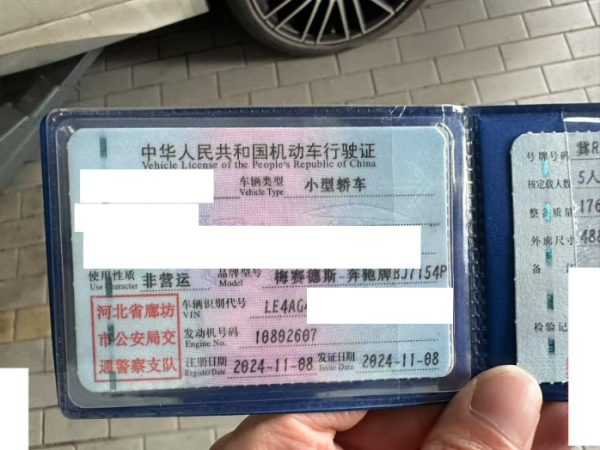 中华人民共和国机动车行驶证
Vehicle License of the People's Republic of China
车辆类型 小型轿车
Vehicle Type
使用性质 非营运 品牌型号 梅赛德斯-奔驰牌BJ7154P
Use Character Model
河北省廊坊
市公安局交
通警察支队
车辆识别代号 LE4AG4
VIN
发动机号码 10802607
Engine No.
注册日期 2024-11-08 发证日期 2024-11-08
Register Date Issue Date
号牌号码 冀R
核定载人数 5人
整备质量 176
外廓尺寸 488
备
检验记